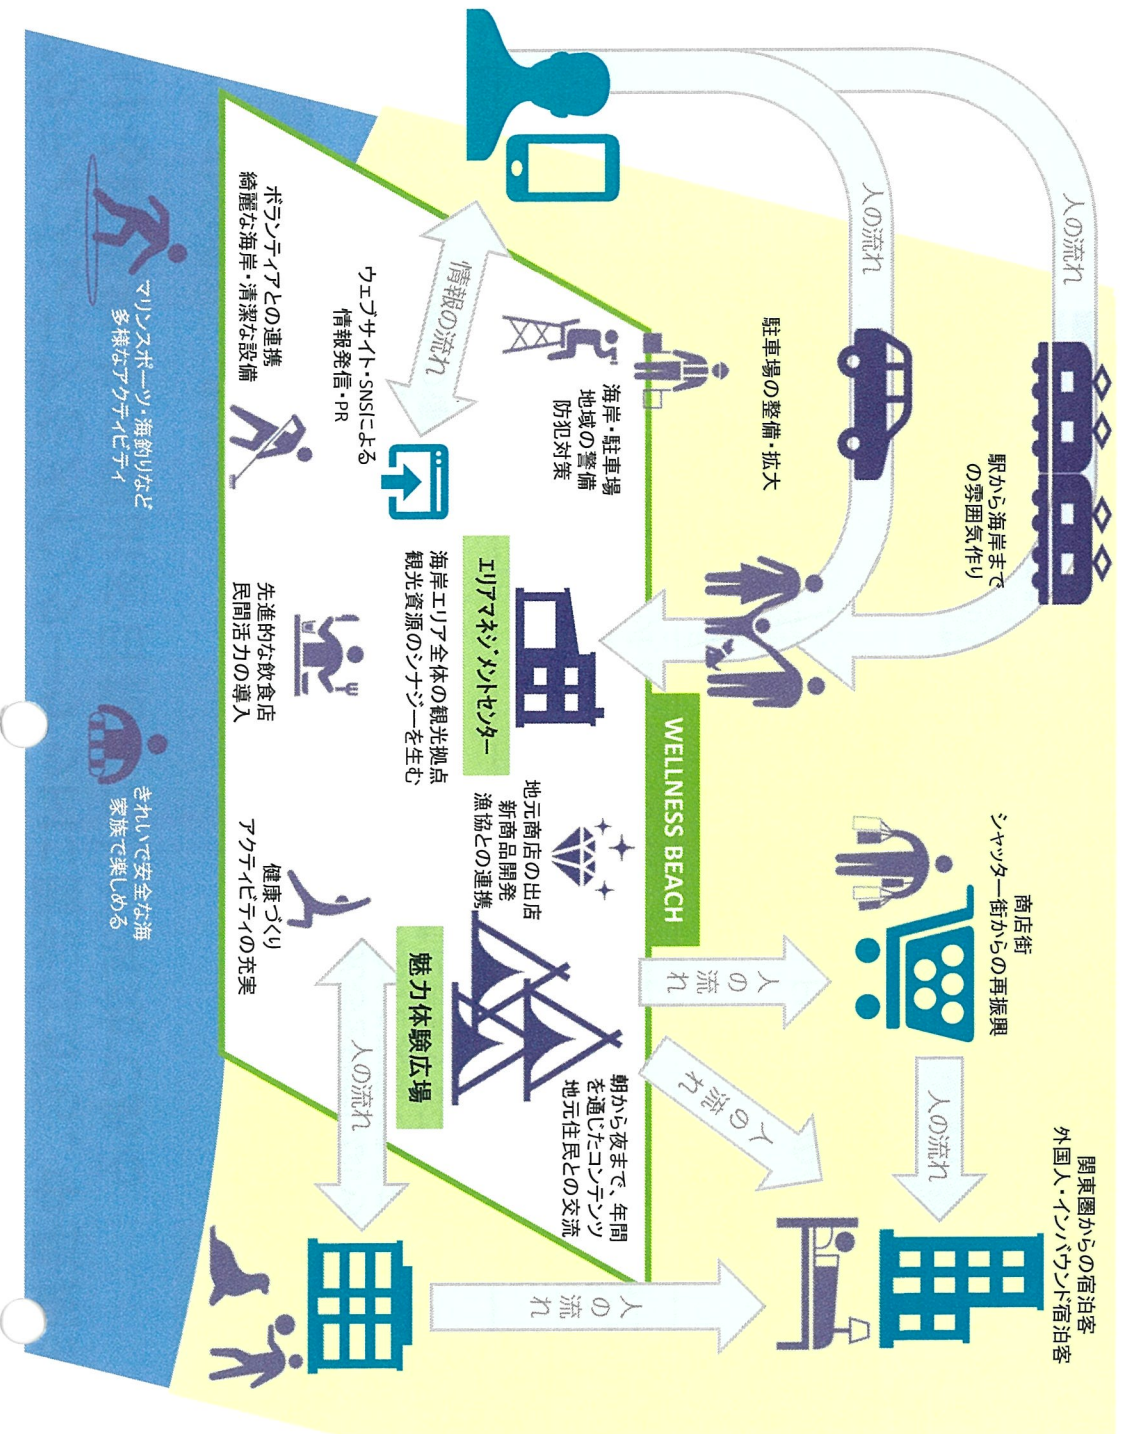 人の流れ
人の流れ
駅から海岸まで
の雰囲気作り
駐車場の整備・拡大
商店街
シャッター街からの再振興
関東圏からの宿泊客
外国人・インバウンド宿泊客
人の流れ
人の流れ
人の流れ
WELLNESS BEACH
海岸・駐車場
地域の警備
防犯対策
情報の流れ
ウェブサイト・SNSによる
情報発信・PR
エリアマネジメントセンター
海岸エリア全体の観光拠点
観光資源のシナジーを生む
地元商店の出店
新商品開発
漁協との連携
朝から夜まで、年間
を通じたコンテンツ
地元住民との交流
魅力体験広場
人の流れ
人の流れ
ボランティアとの連携
綺麗な海岸・清潔な設備
先進的な飲食店
民間活力の導入
健康づくり
アクティビティの充実
マリンスポーツ・海釣りなど
多様なアクティビティ
きれいで安全な海
家族で楽しめる